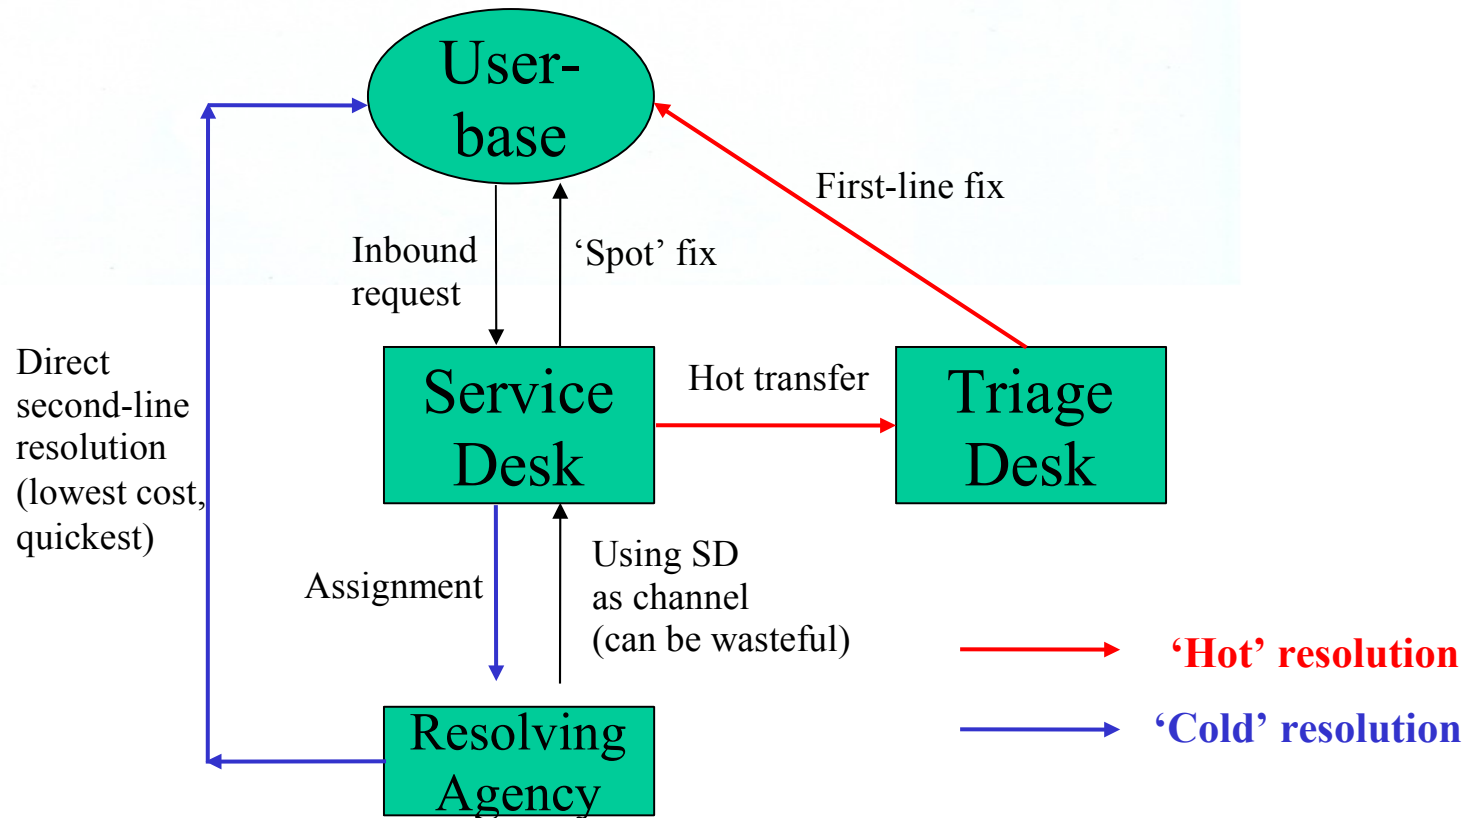 User-
base
First-line fix
Inbound
request
‘Spot’ fix
Direct
second-line
resolution
(lowest cost,
quickest)
Service
Desk
Hot transfer
Triage
Desk
Assignment
Using SD
as channel
(can be wasteful)
‘Hot’ resolution
‘Cold’ resolution
Resolving
Agency